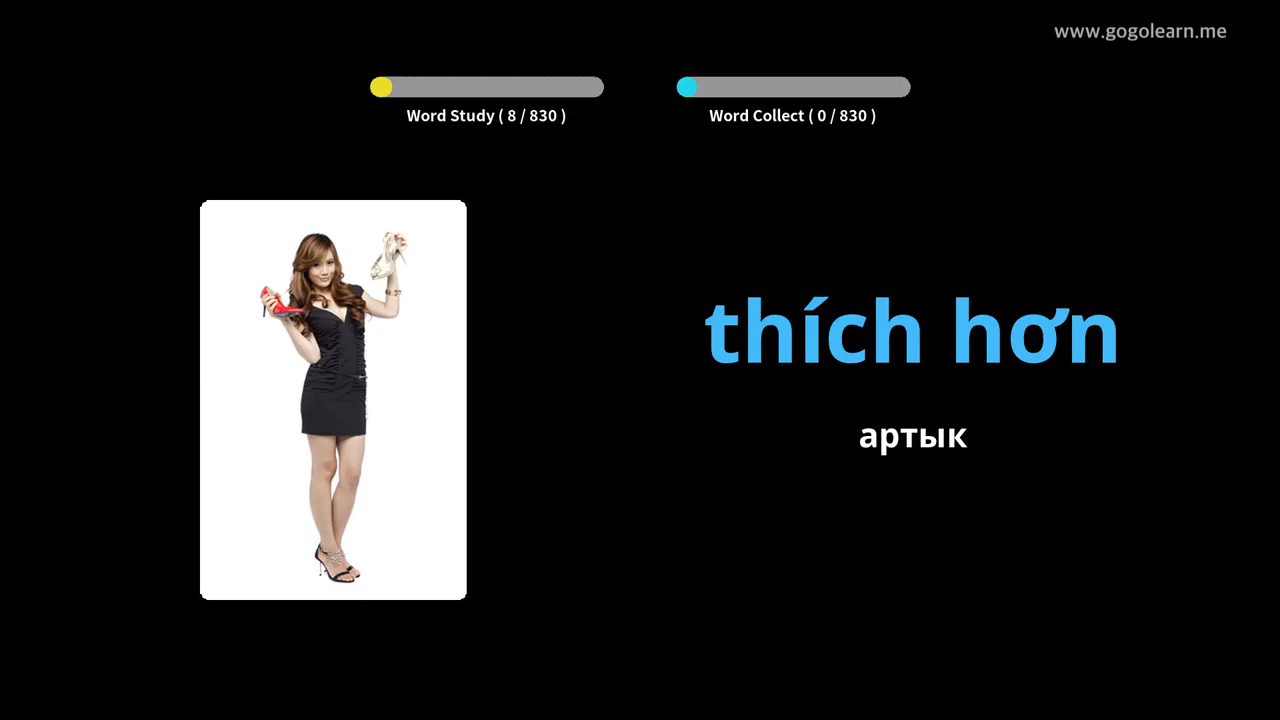 www.gogolearn.me
Word Study ( 8 / 830 )
Word Collect ( 0 / 830 )
thích hơn
артык